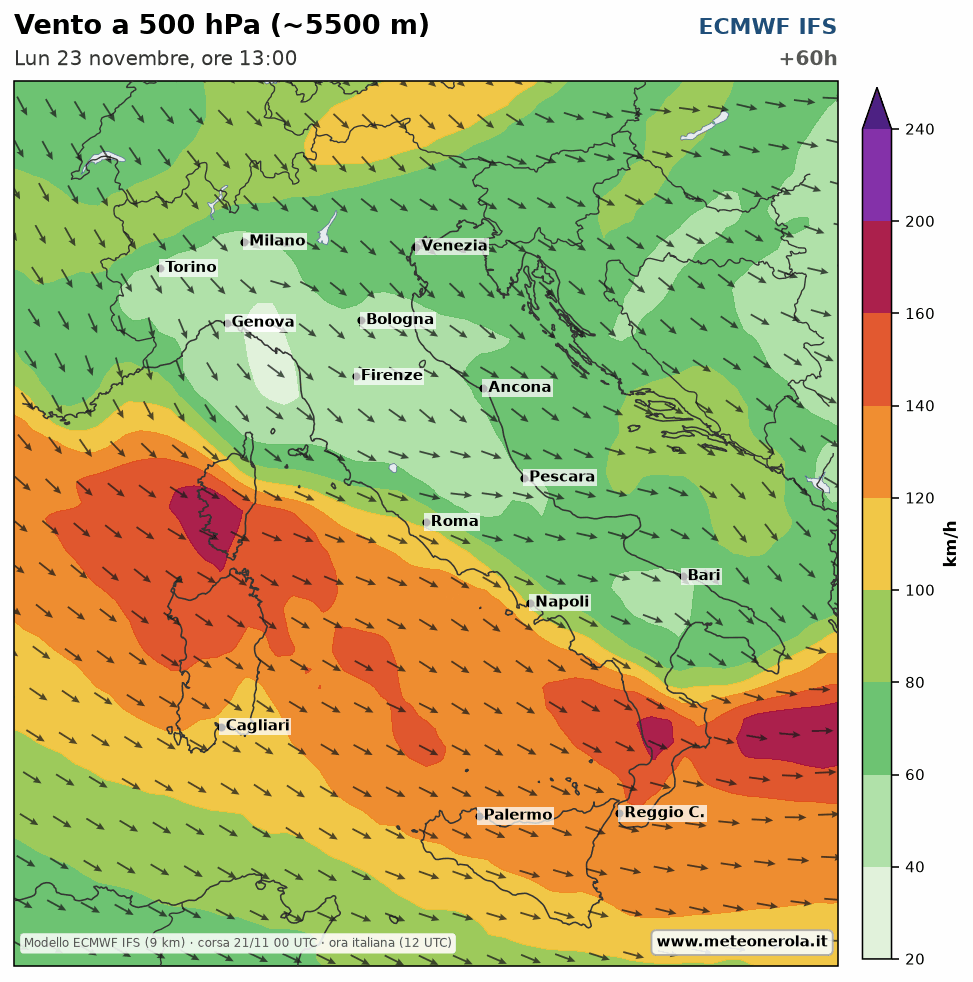 Vento a 500 hPa (~5500 m)
ECMWF IFS
Lun 23 novembre, ore 13:00
+60h
Milano
Venezia
Torino
Genova
Bologna
Firenze
Ancona
Pescara
Roma
Bari
Napoli
Cagliari
Palermo
Reggio C.
240
200
180
160
140
120
100
80
60
40
20
km/h
Modello ECMWF IFS (9 km) · corsa 21/11 00 UTC · ora italiana (12 UTC)
www.meteonerola.it